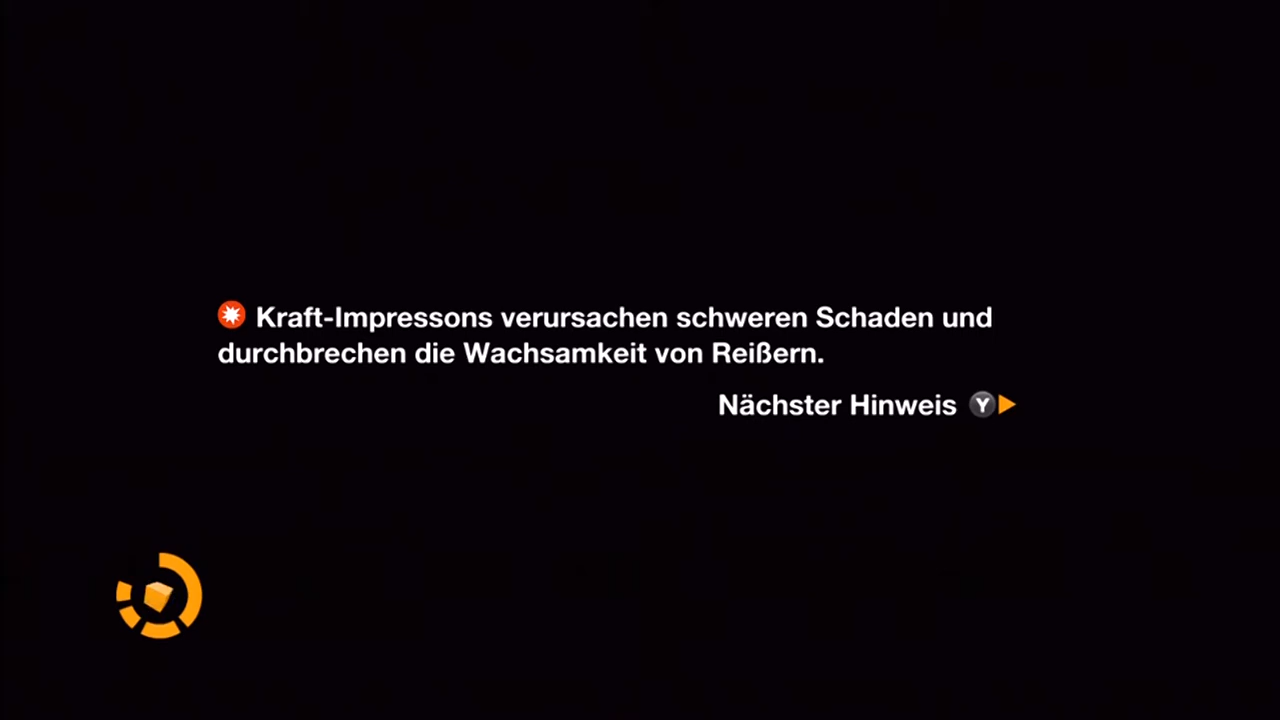 Kraft-Impressons verursachen schweren Schaden und
durchbrechen die Wachsamkeit von Reißern.
Nächster Hinweis Y